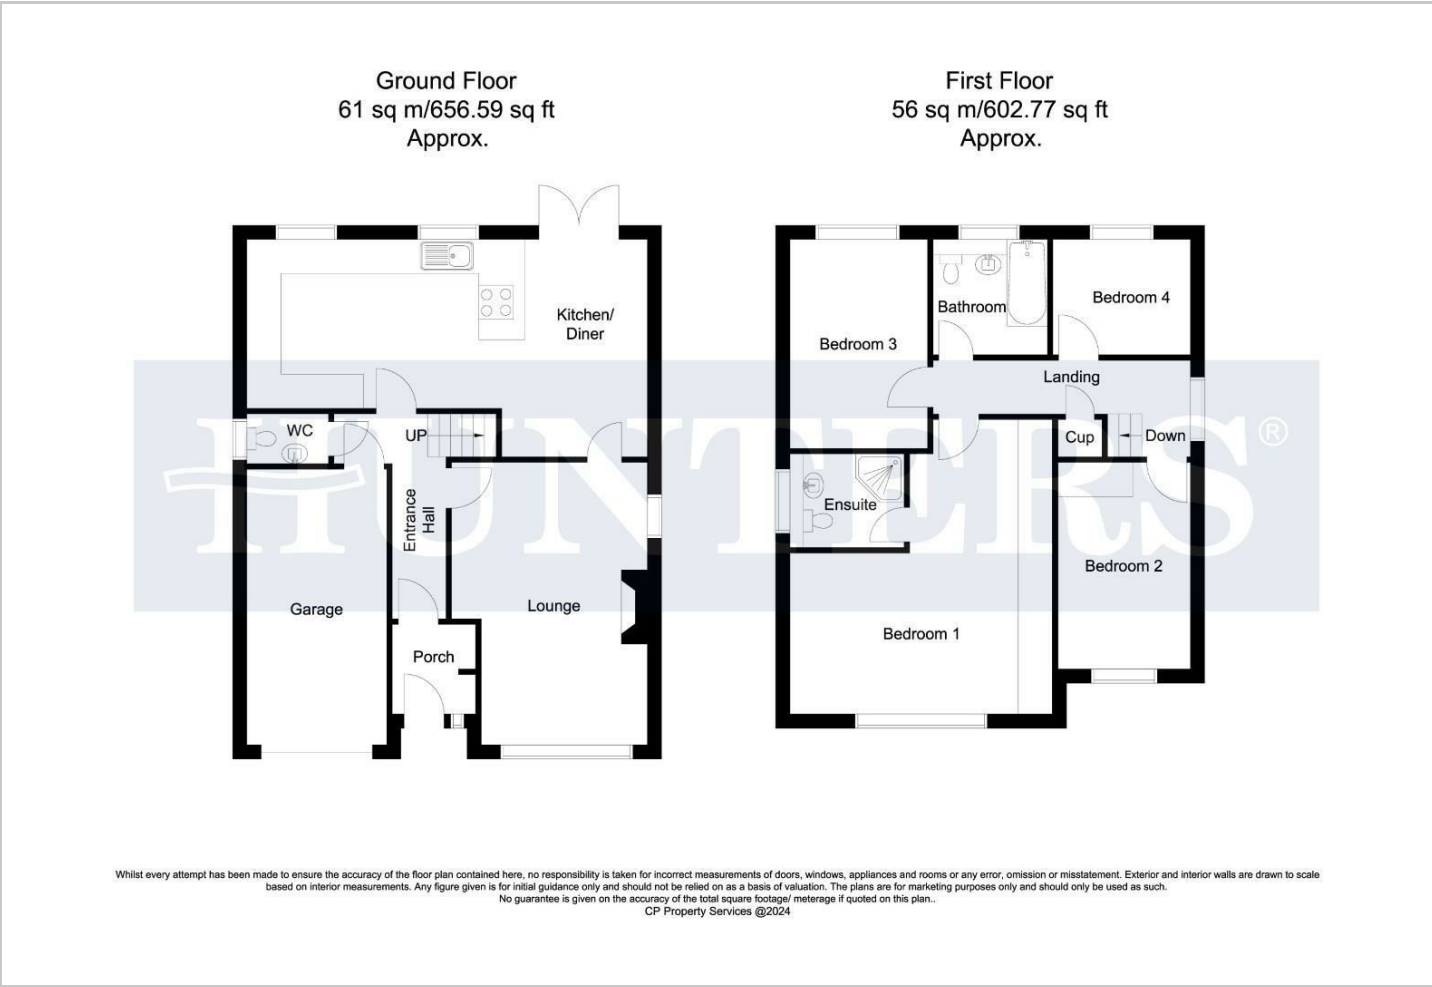 Ground Floor
61 sq m/656.59 sq ft
Approx.
First Floor
56 sq m/602.77 sq ft
Approx.
Kitchen/
Diner
WC
UP
Entrance
Hall
Garage
Lounge
Porch
Bedroom 3
Bathroom
Bedroom 4
Landing
Cup
Down
Ensuite
Bedroom 2
Bedroom 1
HUNTERS®
Whilst every attempt has been made to ensure the accuracy of the floor plan contained here, no responsibility is taken for incorrect measurements of doors, windows, appliances and rooms or any error, omission or misstatement. Exterior and interior walls are drawn to scale
based on interior measurements. Any figure given is for initial guidance only and should not be relied on as a basis of valuation. The plans are for marketing purposes only and should only be used as such.
No guarantee is given on the accuracy of the total square footage/ meterage if quoted on this plan..
CP Property Services @2024